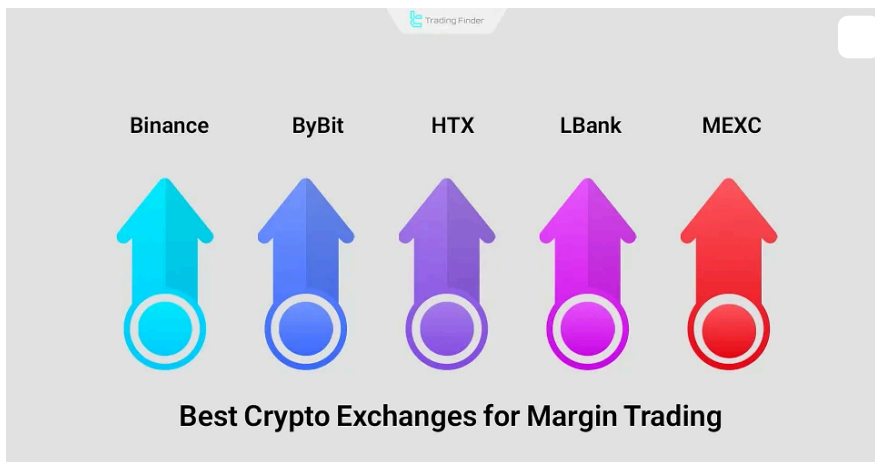 Trading Finder
Binance ByBit HTX LBank MEXC
Best Crypto Exchanges for Margin Trading